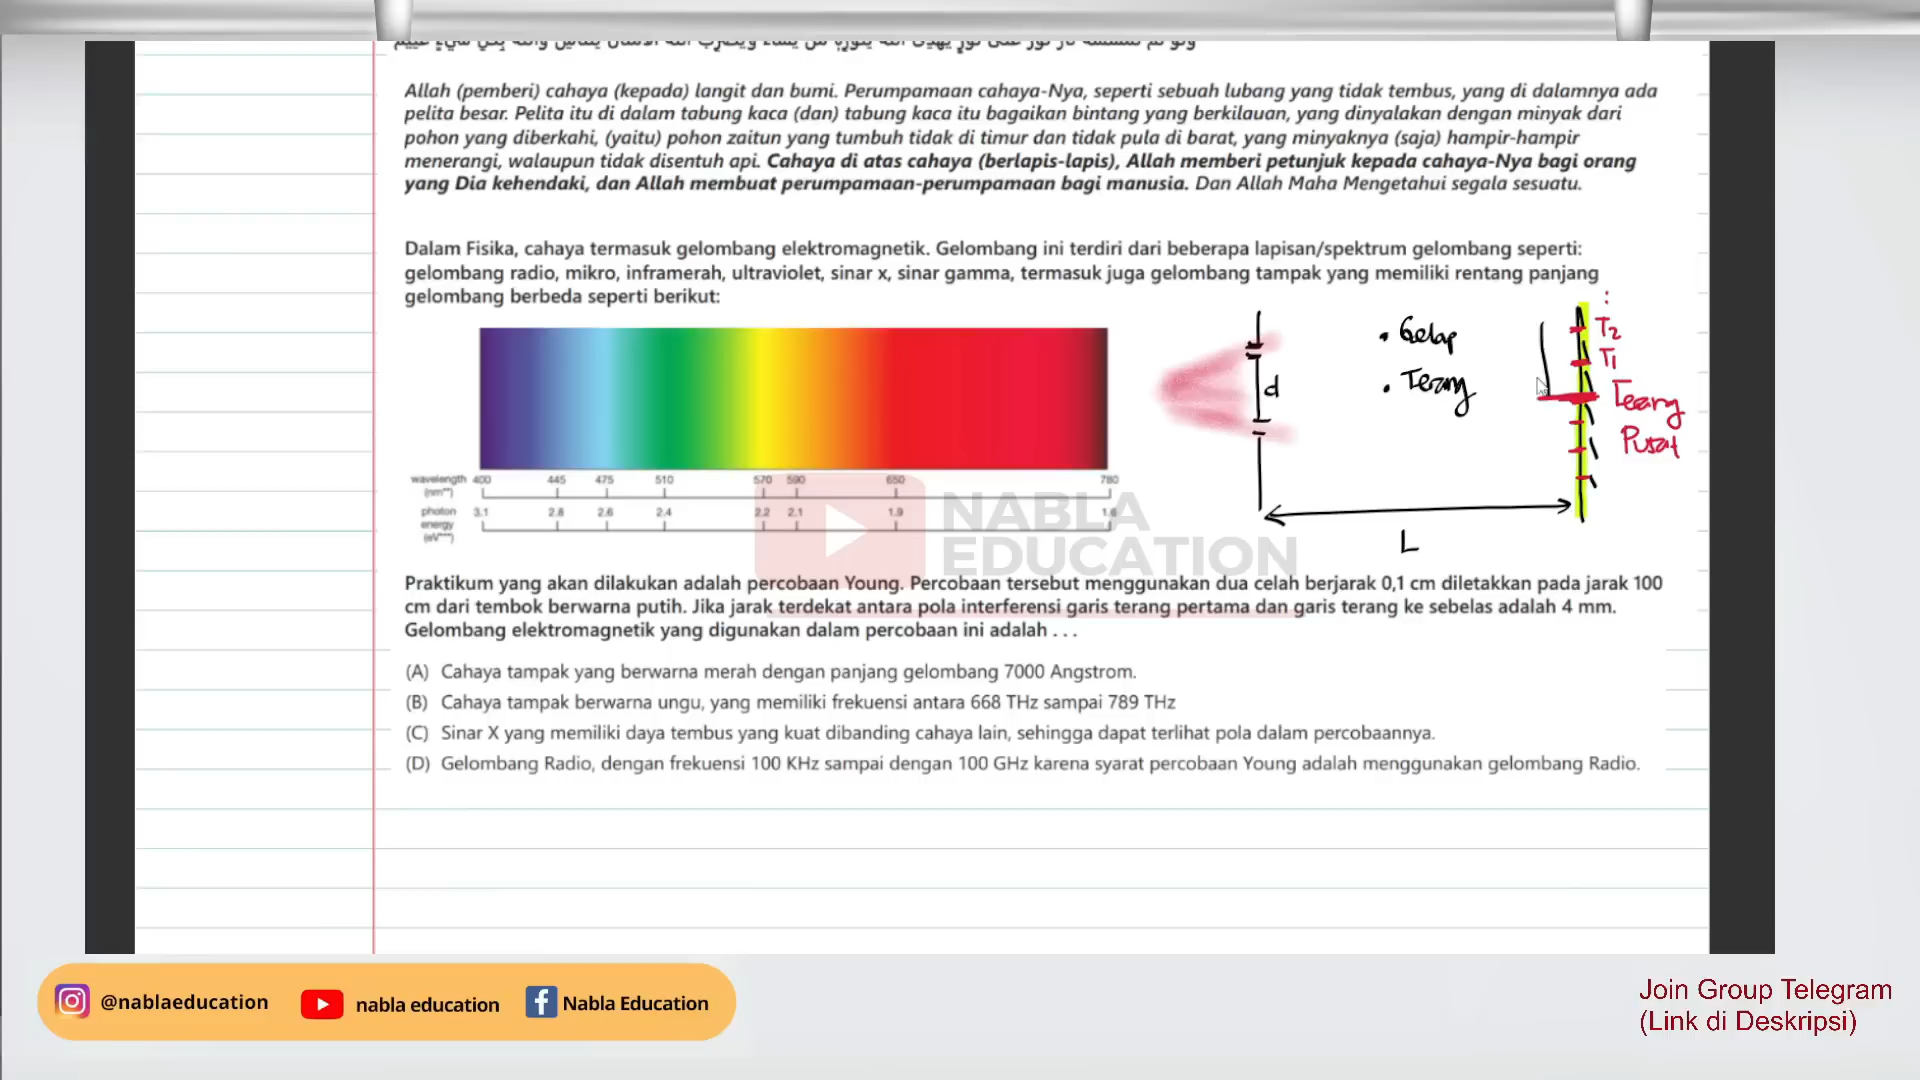 Allah (pemberi) cahaya (kepada) langit dan bumi. Perumpamaan cahaya-Nya, seperti sebuah lubang yang tidak tembus, yang di dalamnya ada
pelita besar. Pelita itu di dalam tabung kaca (dan) tabung kaca itu bagaikan bintang yang berkilauan, yang dinyalakan dengan minyak dari
pohon yang diberkahi, (yaitu) pohon zaitun yang tumbuh tidak di timur dan tidak pula di barat, yang minyaknya (saja) hampir-hampir
menerangi, walaupun tidak disentuh api. Cahaya di atas cahaya (berlapis-lapis), Allah memberi petunjuk kepada cahaya-Nya bagi orang
yang Dia kehendaki, dan Allah membuat perumpamaan-perumpamaan bagi manusia. Dan Allah Maha Mengetahui segala sesuatu.
Dalam Fisika, cahaya termasuk gelombang elektromagnetik. Gelombang ini terdiri dari beberapa lapisan/spektrum gelombang seperti:
gelombang radio, mikro, inframerah, ultraviolet, sinar x, sinar gamma, termasuk juga gelombang tampak yang memiliki rentang panjang
gelombang berbeda seperti berikut:
• Gelap
• Terang
d
L
T2
T1
Terang
Pusat
wavelength 400 445 475 510 570 590 650 780
(nm**)
photon 3.1 2.8 2.6 2.4 2.2 2.1 1.9 1.6
energy
(eV***)
NABLA
EDUCATION
Praktikum yang akan dilakukan adalah percobaan Young. Percobaan tersebut menggunakan dua celah berjarak 0,1 cm diletakkan pada jarak 100
cm dari tembok berwarna putih. Jika jarak terdekat antara pola interferensi garis terang pertama dan garis terang ke sebelas adalah 4 mm.
Gelombang elektromagnetik yang digunakan dalam percobaan ini adalah . . .
(A) Cahaya tampak yang berwarna merah dengan panjang gelombang 7000 Angstrom.
(B) Cahaya tampak berwarna ungu, yang memiliki frekuensi antara 668 THz sampai 789 THz
(C) Sinar X yang memiliki daya tembus yang kuat dibanding cahaya lain, sehingga dapat terlihat pola dalam percobaannya.
(D) Gelombang Radio, dengan frekuensi 100 KHz sampai dengan 100 GHz karena syarat percobaan Young adalah menggunakan gelombang Radio.
@nablaeducation nabla education Nabla Education
Join Group Telegram
(Link di Deskripsi)